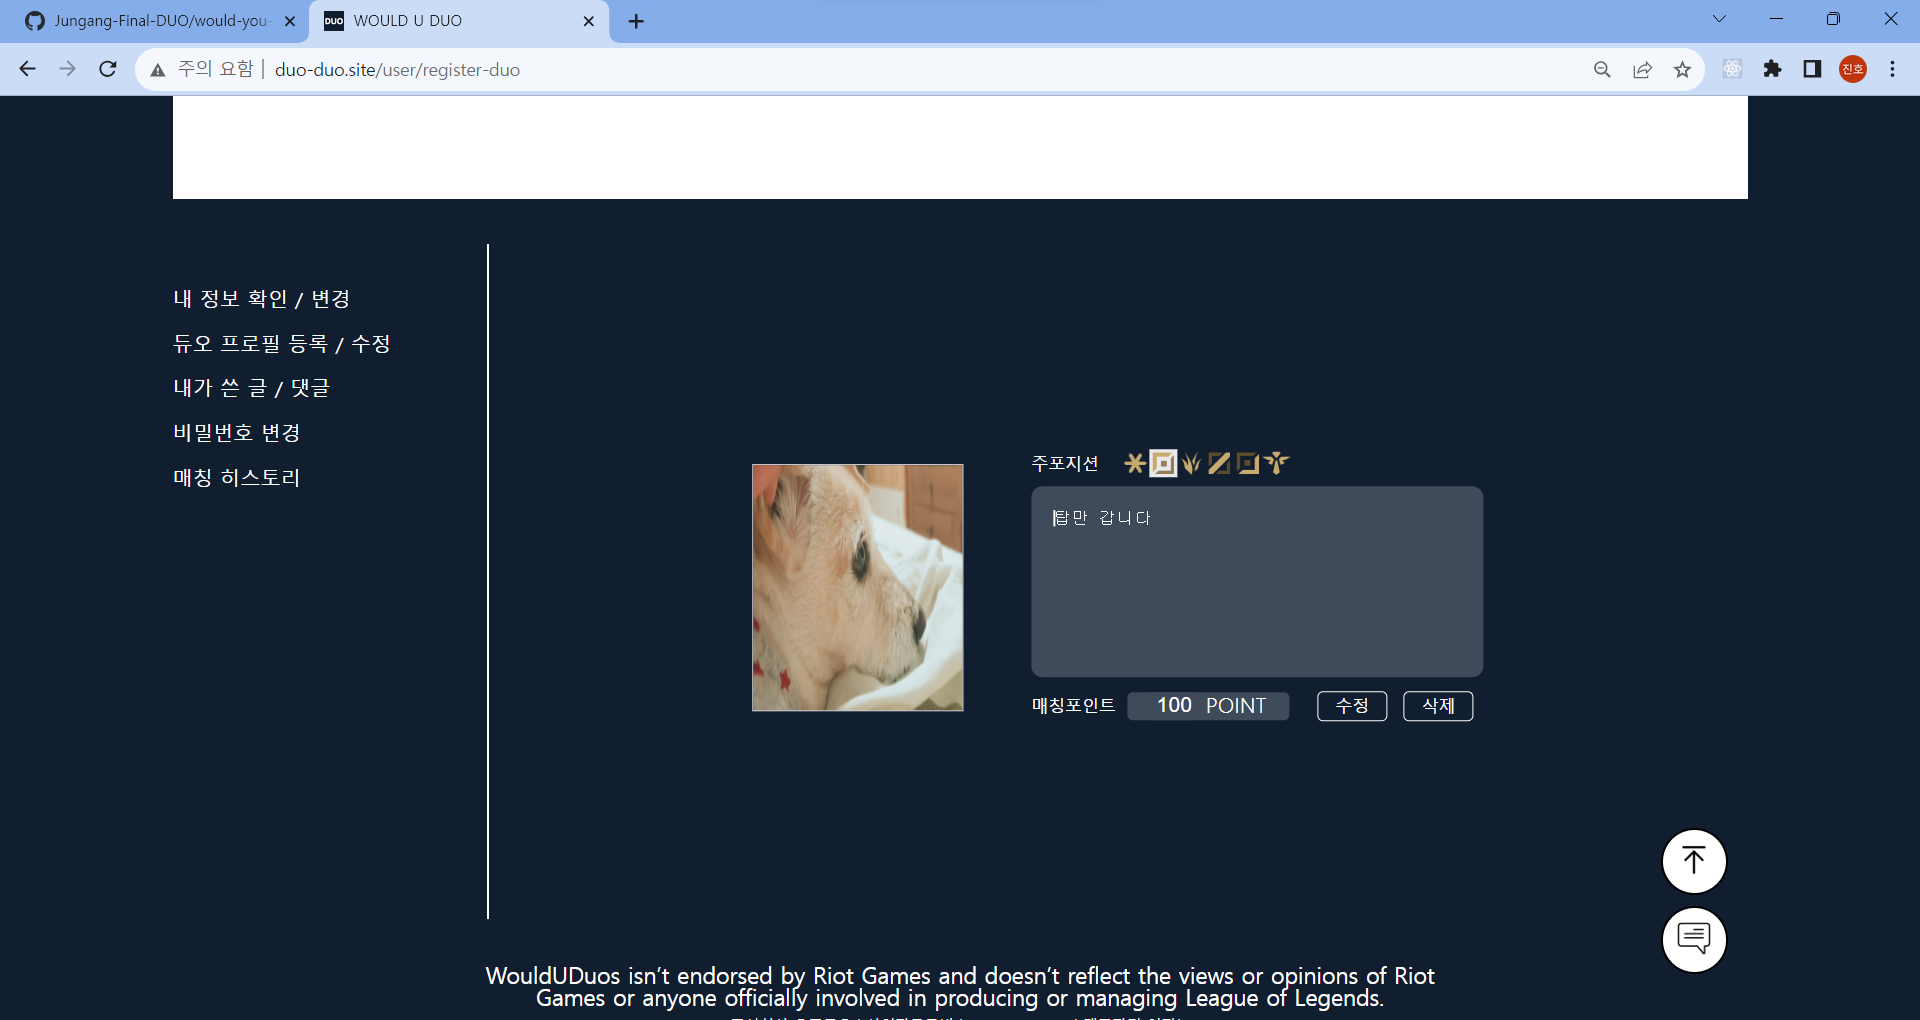 Jungang-Final-DUO/would-you-
DUO WOULD U DUO
주의 요함 duo-duo.site/user/register-duo
진호
내 정보 확인 / 변경
듀오 프로필 등록 / 수정
내가 쓴 글 / 댓글
비밀번호 변경
매칭 히스토리
주포지션
탑만 갑니다
매칭포인트 100 POINT 수정 삭제
WouldUDuos isn't endorsed by Riot Games and doesn't reflect the views or opinions of Riot
Games or anyone officially involved in producing or managing League of Legends.